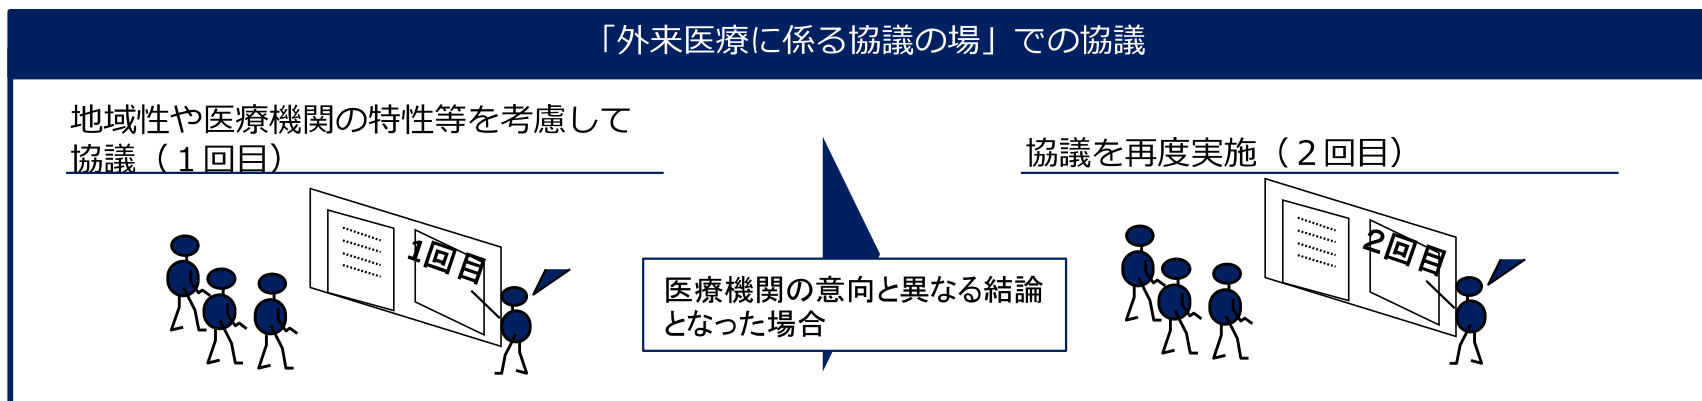 「外来医療に係る協議の場」での協議
地域性や医療機関の特性等を考慮して
協議（１回目）
1回目
医療機関の意向と異なる結論
となった場合
協議を再度実施（２回目）
2回目